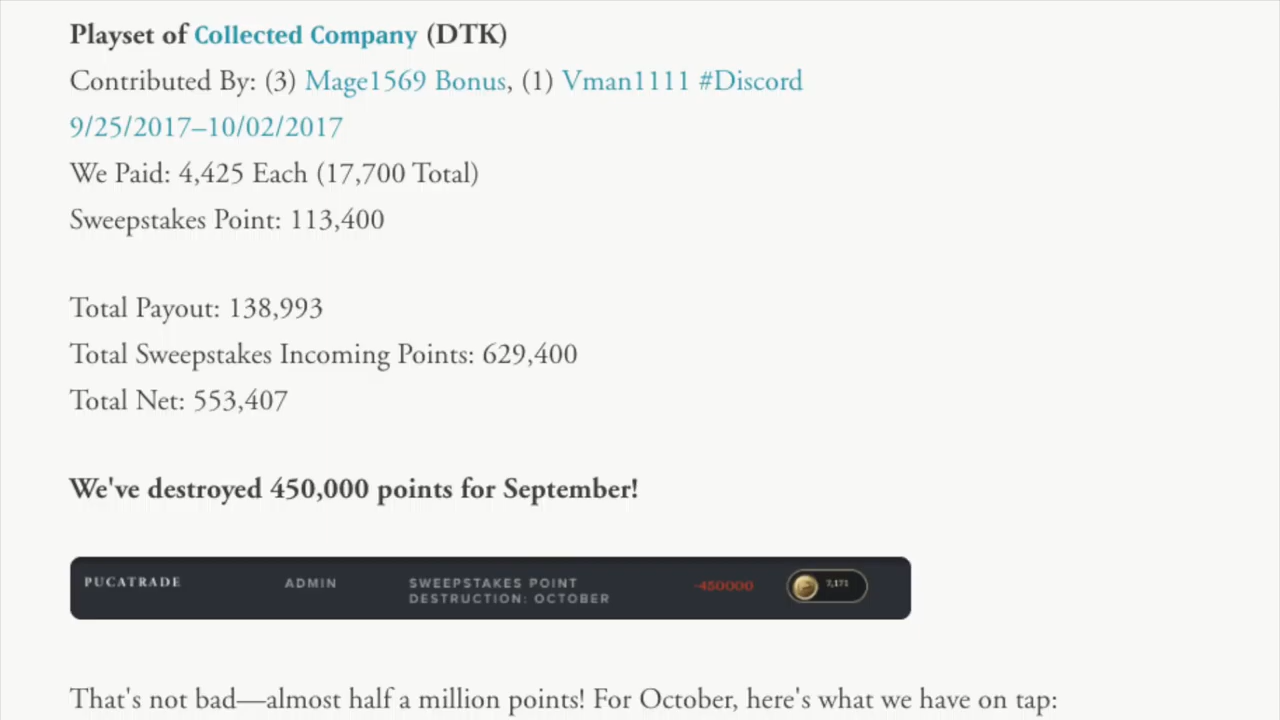 Playset of Collected Company (DTK)
Contributed By: (3) Mage1569 Bonus, (1) Vman1111 #Discord
9/25/2017–10/02/2017
We Paid: 4,425 Each (17,700 Total)
Sweepstakes Point: 113,400
Total Payout: 138,993
Total Sweepstakes Incoming Points: 629,400
Total Net: 553,407
We've destroyed 450,000 points for September!
PUCATRADE ADMIN SWEEPSTAKES POINT -450000 7,171
DESTRUCTION: OCTOBER
That's not bad—almost half a million points! For October, here's what we have on tap: